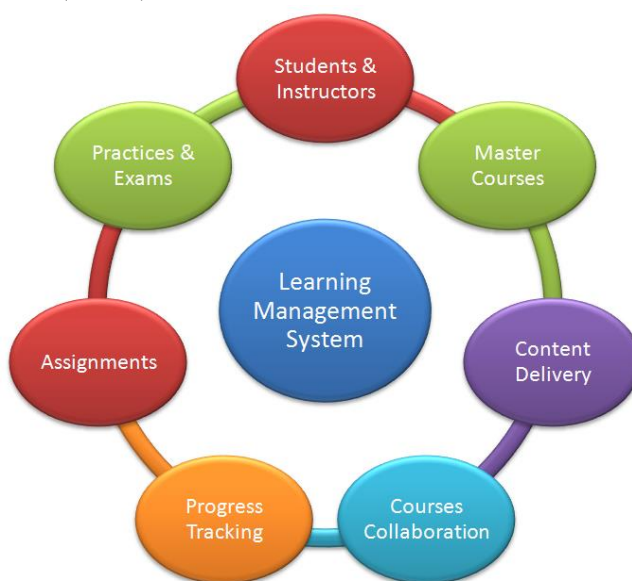 Students &
Instructors
Master
Courses
Content
Delivery
Courses
Collaboration
Progress
Tracking
Assignments
Practices &
Exams
Learning
Management
System